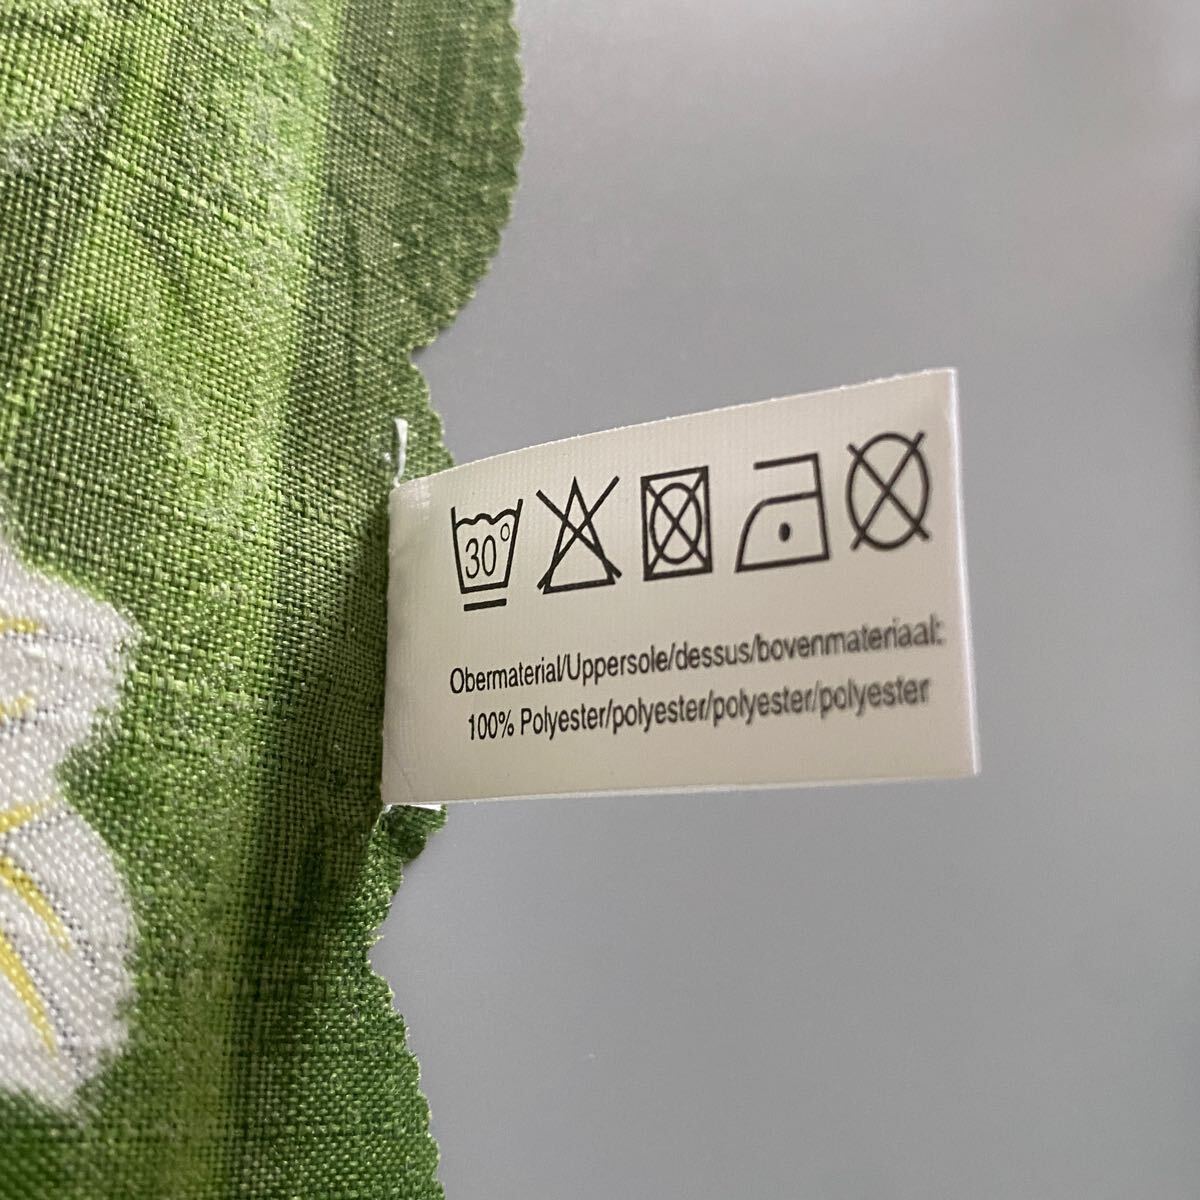 30°
Obermaterial/Uppersole/dessus/bovenmateriaal:
100% Polyester/polyester/polyester/polyester